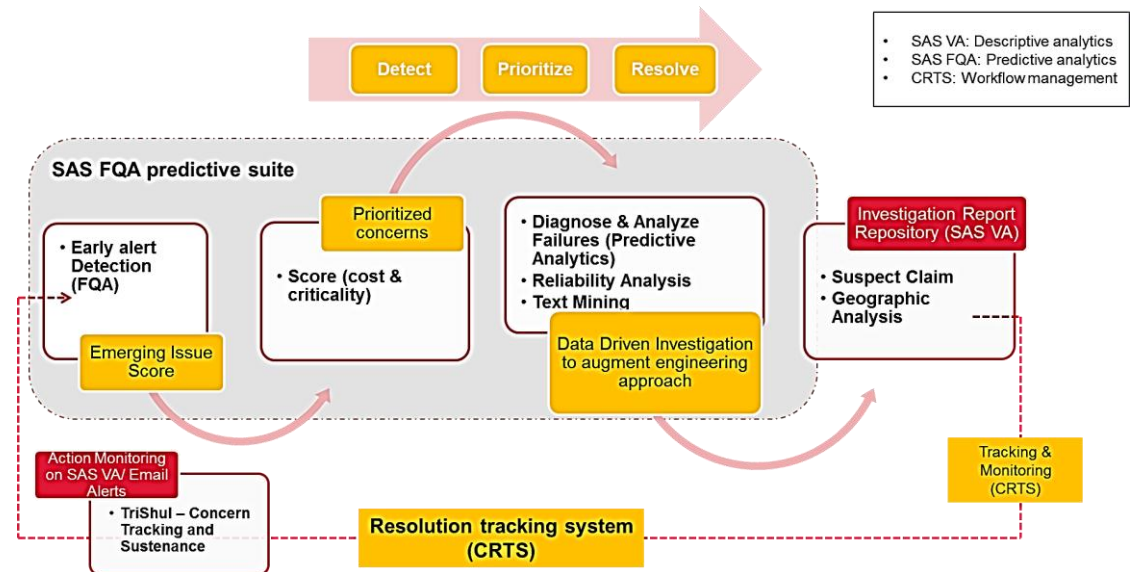 Detect
Prioritize
Resolve
• SAS VA: Descriptive analytics
• SAS FQA: Predictive analytics
• CRTS: Workflow management
SAS FQA predictive suite
• Early alert
Detection
(FQA)
Emerging Issue
Score
Prioritized
concerns
• Score (cost &
criticality)
• Diagnose & Analyze
Failures (Predictive
Analytics)
• Reliability Analysis
• Text Mining
Data Driven Investigation
to augment engineering
approach
Investigation Report
Repository (SAS VA)
• Suspect Claim
• Geographic
Analysis
Tracking &
Monitoring
(CRTS)
Action Monitoring
on SAS VA/ Email
Alerts
• TriShul – Concern
Tracking and
Sustenance
Resolution tracking system
(CRTS)